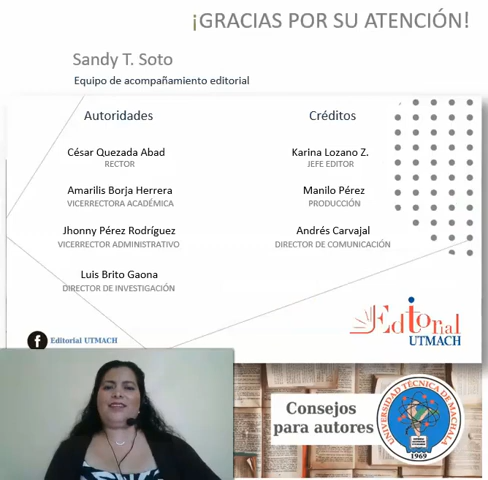 ¡GRACIAS POR SU ATENCIÓN!
Sandy T. Soto
Equipo de acompañamiento editorial
Autoridades
César Quezada Abad
RECTOR
Amarilis Borja Herrera
VICERRECTORA ACADÉMICA
Jhonny Pérez Rodríguez
VICERRECTOR ADMINISTRATIVO
Luis Brito Gaona
DIRECTOR DE INVESTIGACIÓN
Créditos
Karina Lozano Z.
JEFE EDITOR
Manilo Pérez
PRODUCCIÓN
Andrés Carvajal
DIRECTOR DE COMUNICACIÓN
Editorial
UTMACH
f Editorial UTMACH
Consejos
para autores
UNIVERSIDAD TÉCNICA DE MACHALA
1969